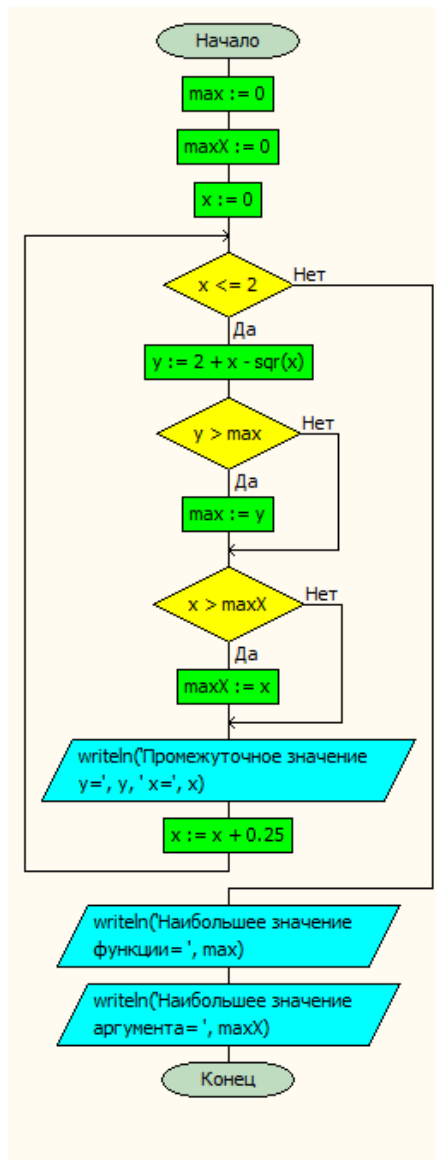 Начало
max := 0
maxX := 0
x := 0
x <= 2
Нет
Да
y := 2 + x - sqr(x)
y > max
Нет
Да
max := y
x > maxX
Нет
Да
maxX := x
writeln('Промежуточное значение
y=', y, ' x=', x)
x := x + 0.25
writeln('Наибольшее значение
функции= ', max)
writeln('Наибольшее значение
аргумента= ', maxX)
Конец